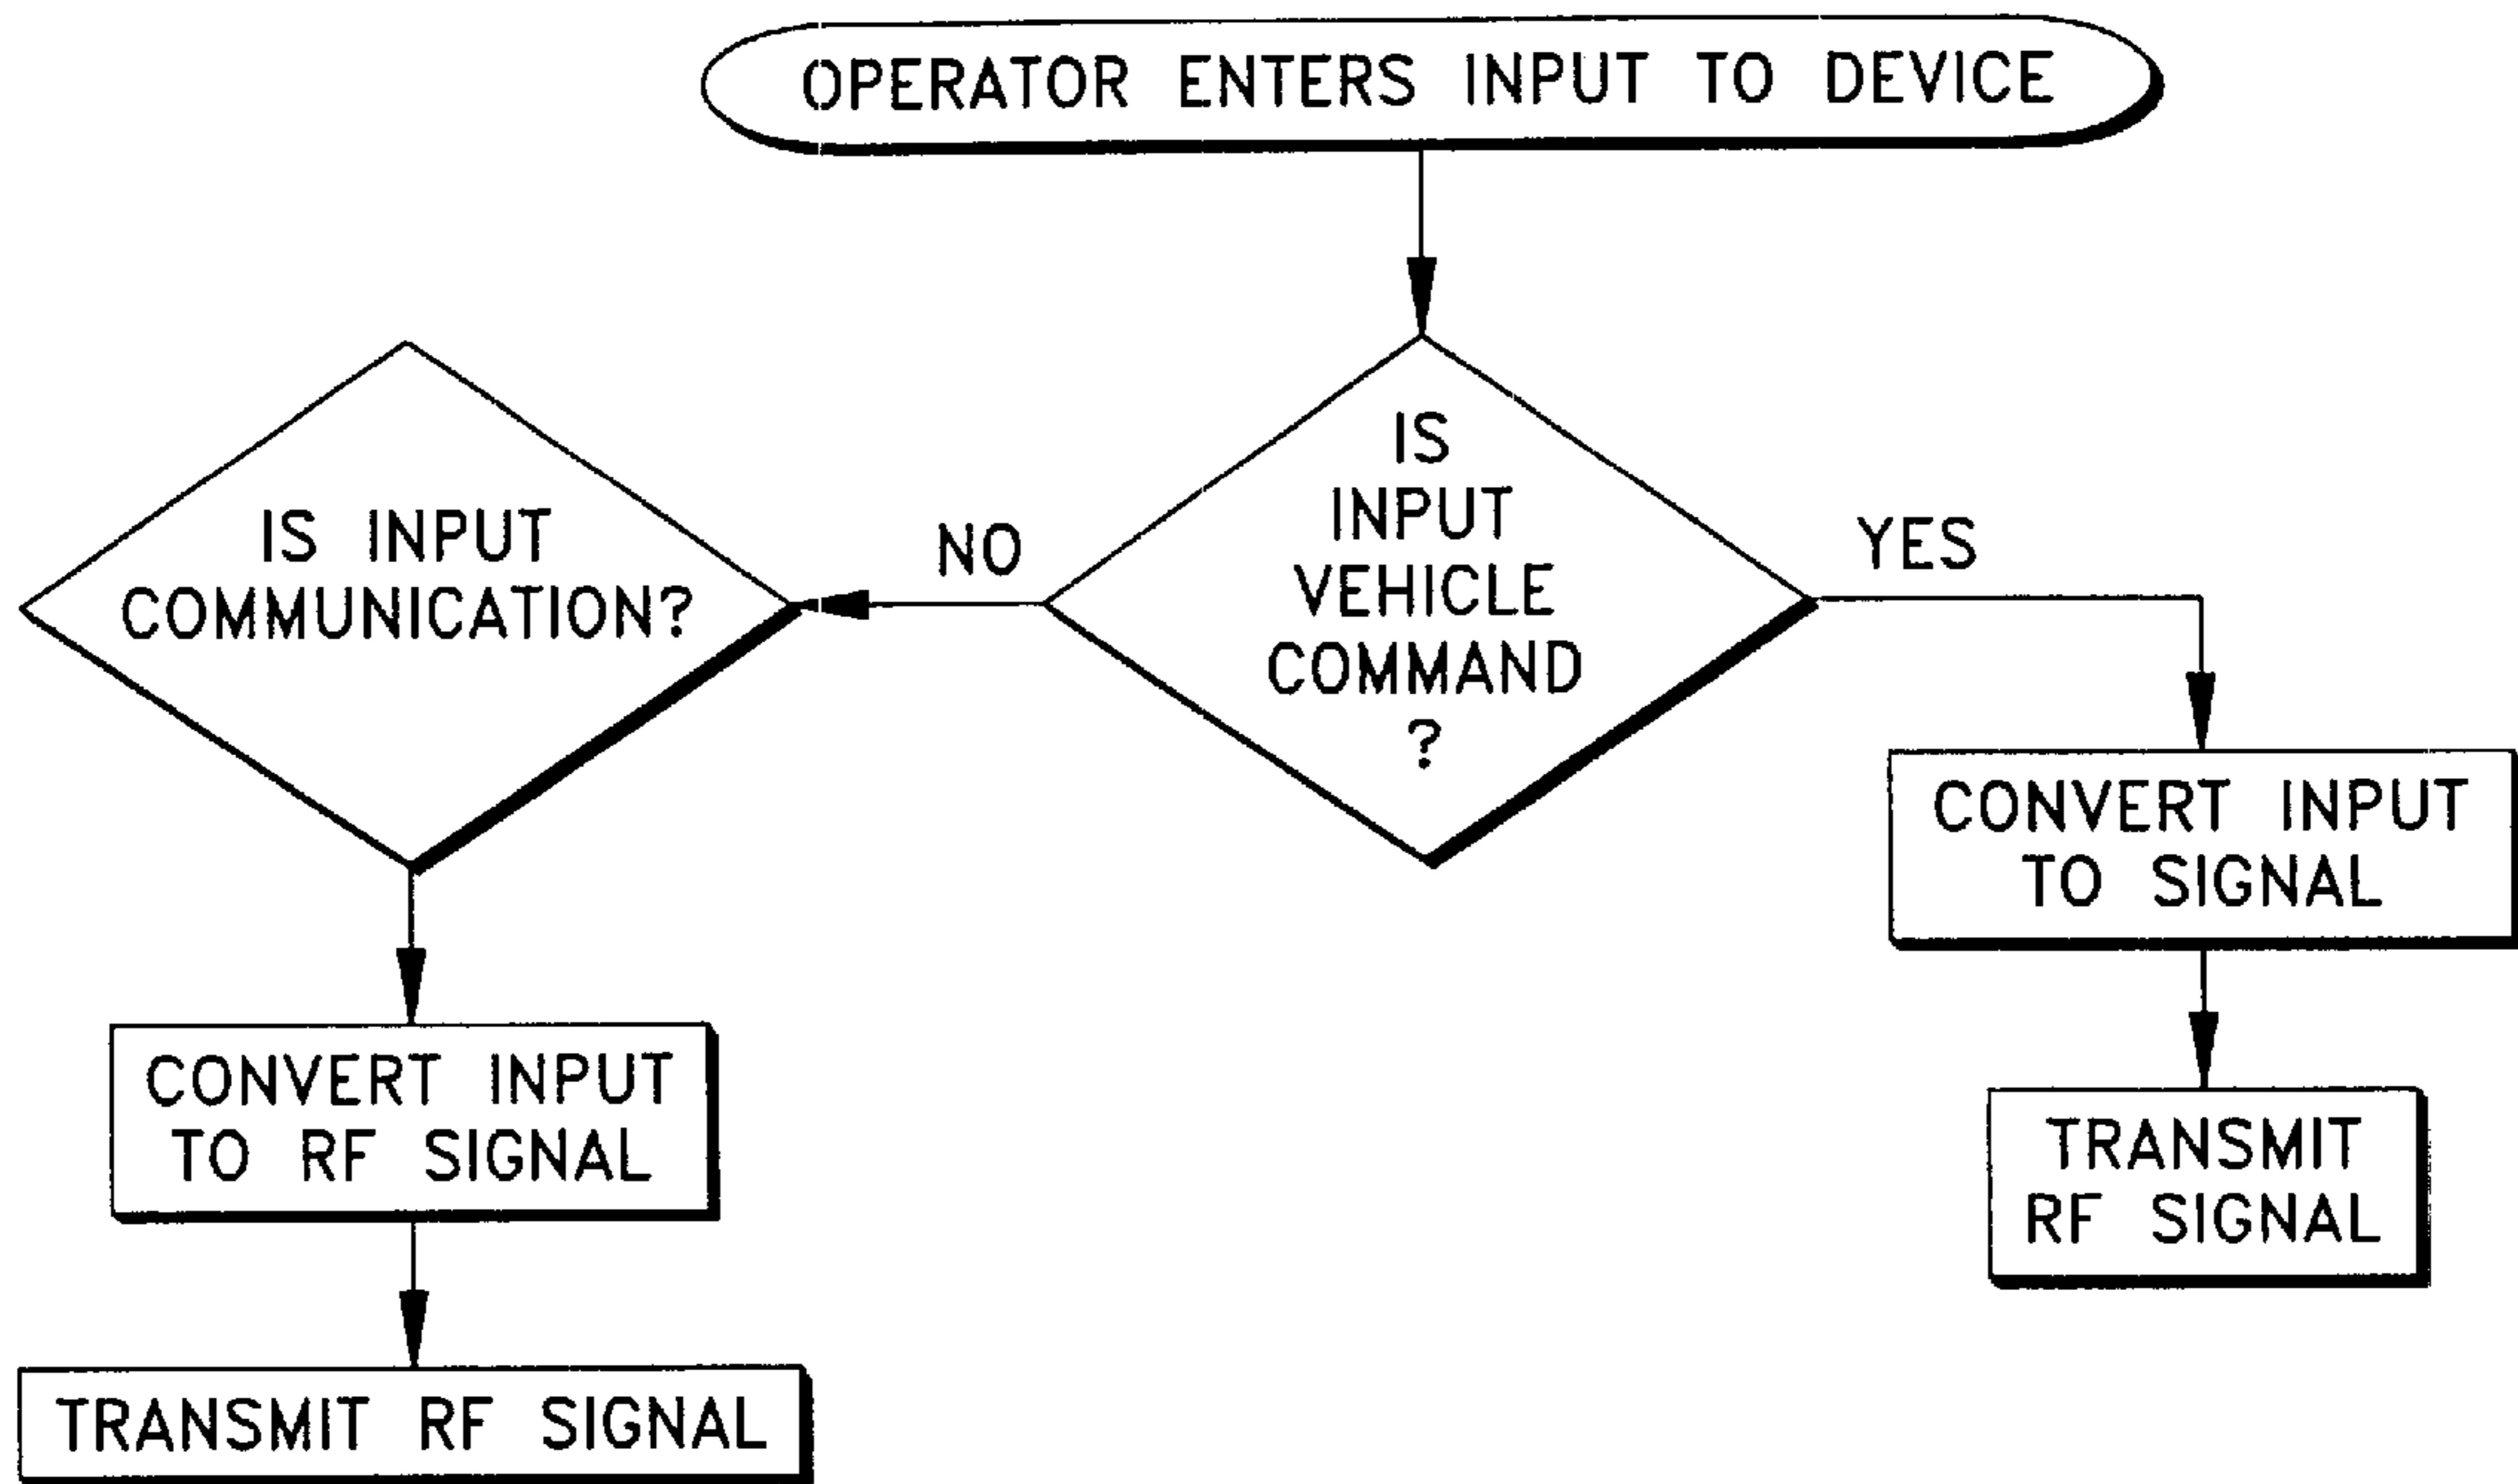 OPERATOR ENTERS INPUT TO DEVICE
IS
INPUT
VEHICLE
COMMAND
?
NO
YES
IS INPUT
COMMUNICATION?
CONVERT INPUT
TO SIGNAL
TRANSMIT
RF SIGNAL
CONVERT INPUT
TO RF SIGNAL
TRANSMIT RF SIGNAL